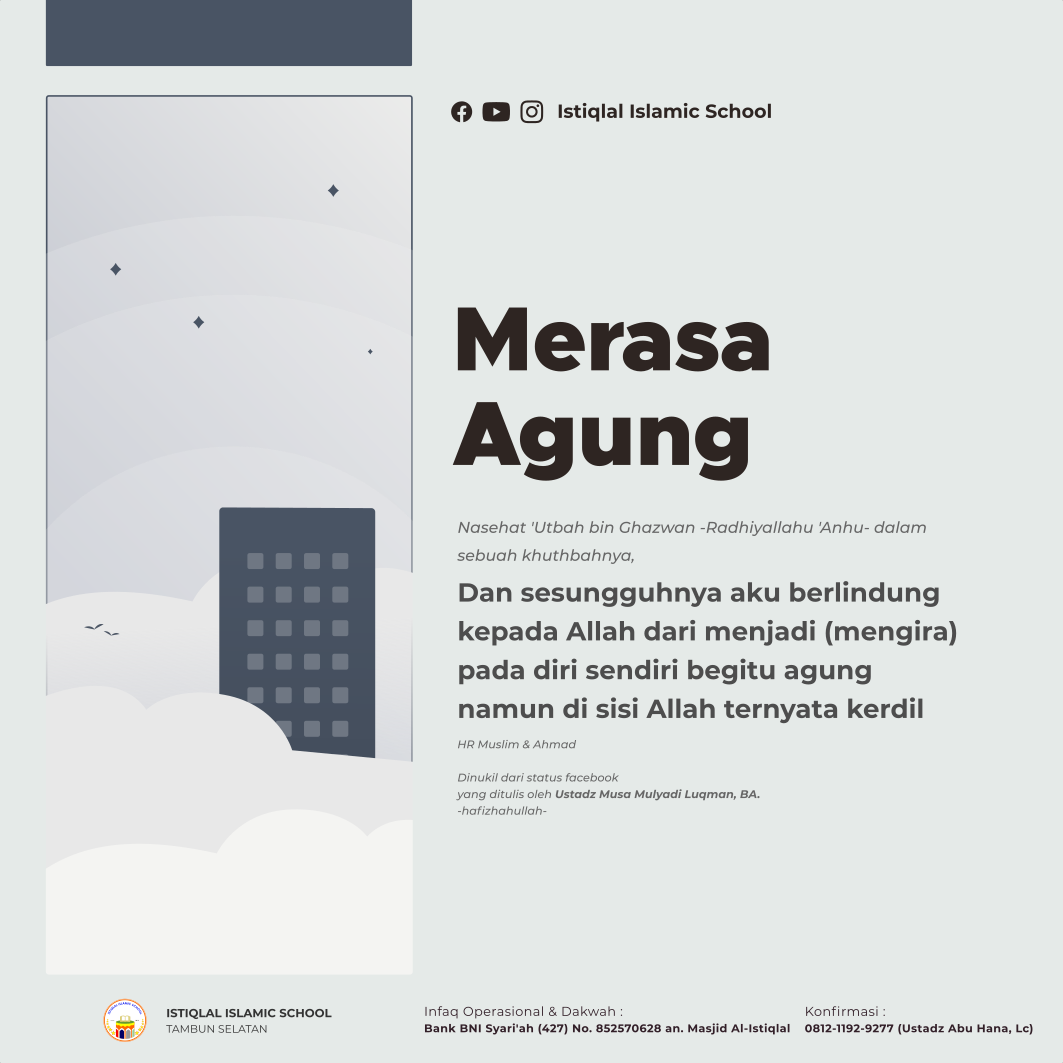 Istiqlal Islamic School
Merasa
Agung
Nasehat 'Utbah bin Ghazwan -Radhiyallahu 'Anhu- dalam
sebuah khuthbahnya,
Dan sesungguhnya aku berlindung
kepada Allah dari menjadi (mengira)
pada diri sendiri begitu agung
namun di sisi Allah ternyata kerdil
HR Muslim & Ahmad
Dinukil dari status facebook
yang ditulis oleh Ustadz Musa Mulyadi Luqman, BA.
-hafizhahullah-
ISTIQLAL ISLAMIC SCHOOL
TAMBUN SELATAN
Infaq Operasional & Dakwah :
Bank BNI Syari'ah (427) No. 852570628 an. Masjid Al-Istiqlal
Konfirmasi :
0812-1192-9277 (Ustadz Abu Hana, Lc)